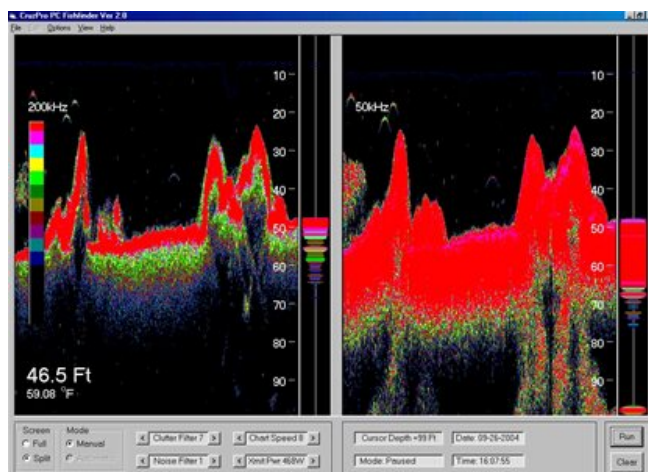 CruzPro PC Fishfinder Ver 2.0
File Options View Help
200kHz
10
20
30
40
50
60
70
80
90
46.5 Ft
59.08 °F
50kHz
10
20
30
40
50
60
70
80
90
Screen
Full
Split
Mode
Manual
< Clutter Filter 7 >
< Noise Filter 1 >
< Chart Speed 8 >
< Xmit Pwr 468W >
Cursor Depth =99 Ft
Mode: Paused
Date: 09-26-2004
Time: 16:07:55
Run
Clear